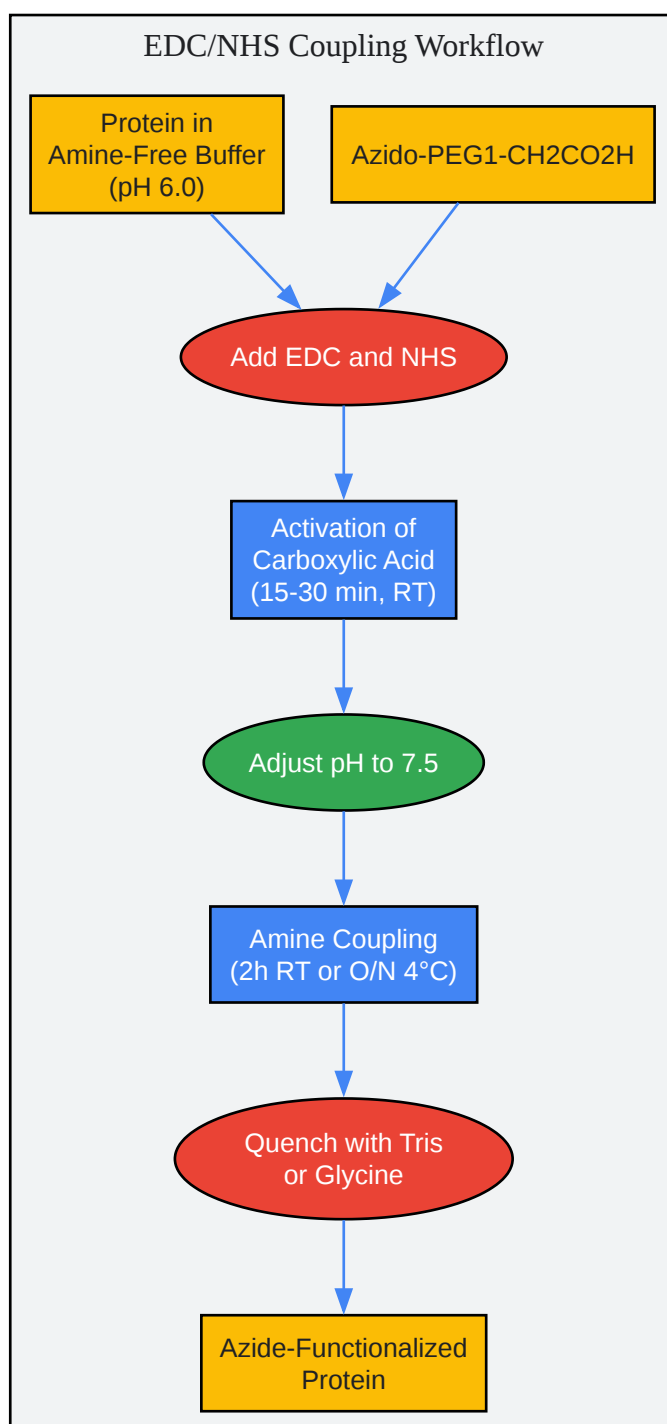 EDC/NHS Coupling Workflow
Protein in
Amine-Free Buffer
(pH 6.0)
Azido-PEG1-CH2CO2H
Add EDC and NHS
Activation of
Carboxylic Acid
(15-30 min, RT)
Adjust pH to 7.5
Amine Coupling
(2h RT or O/N 4°C)
Quench with Tris
or Glycine
Azide-Functionalized
Protein